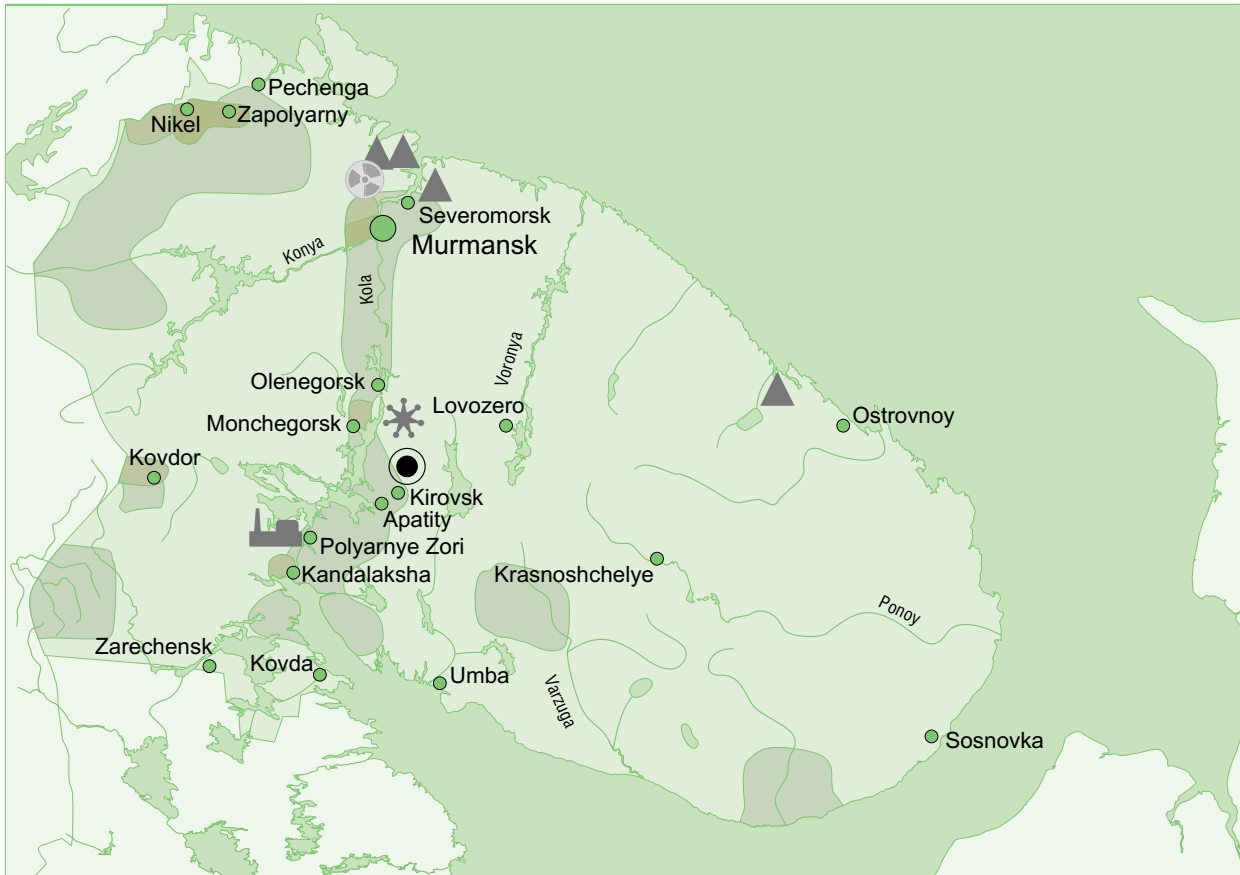 Pechenga
Zapolyarny
Nikel
Severomorsk
Murmansk
Konya
Kola
Voronya
Olenegorsk
Lovozero
Monchegorsk
Ostrovnoy
Kovdor
Kirovsk
Apatity
Polyarnye Zori
Kandalaksha
Krasnoshchelye
Ponoy
Zarechensk
Kovda
Umba
Varzuga
Sosnovka